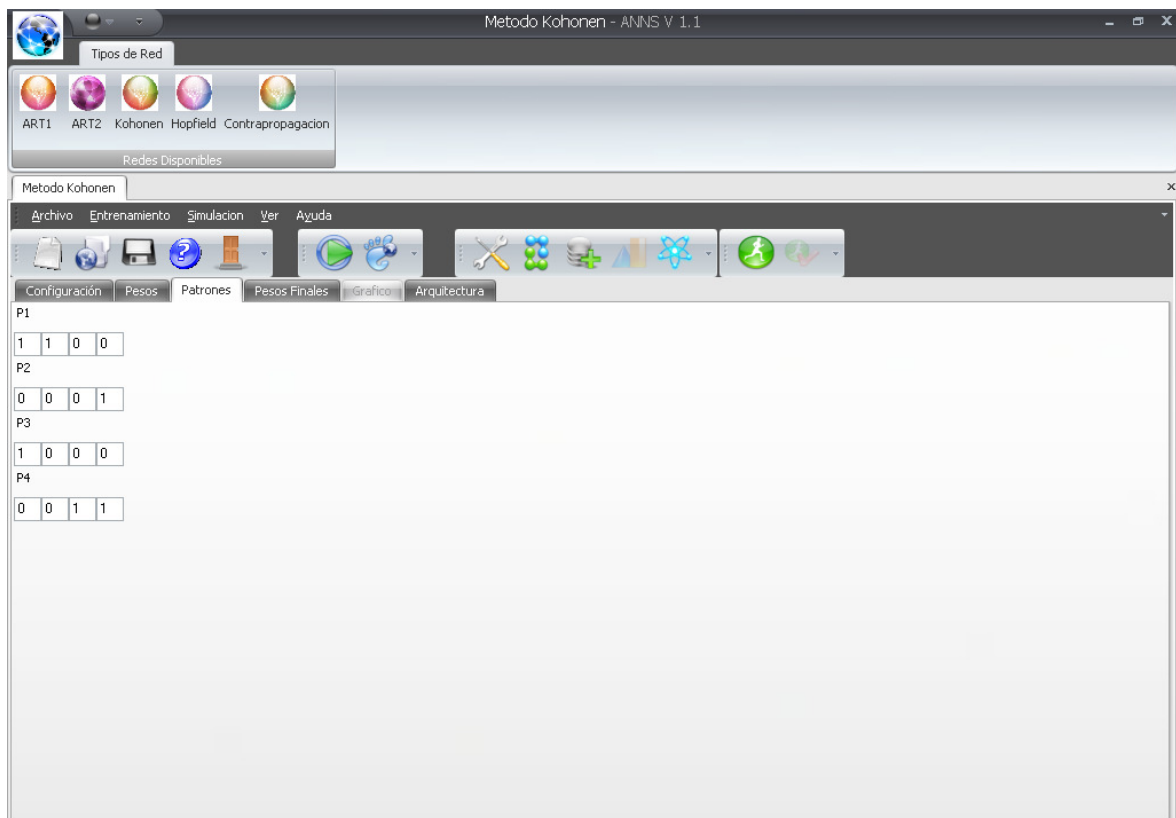 Metodo Kohonen - ANNS V 1.1
Tipos de Red
ART1 ART2 Kohonen Hopfield Contrapropagacion
Redes Disponibles
Metodo Kohonen
Archivo Entrenamiento Simulacion Ver Ayuda
Configuración Pesos Patrones Pesos Finales Grafico Arquitectura
P1
1 1 0 0
P2
0 0 0 1
P3
1 0 0 0
P4
0 0 1 1